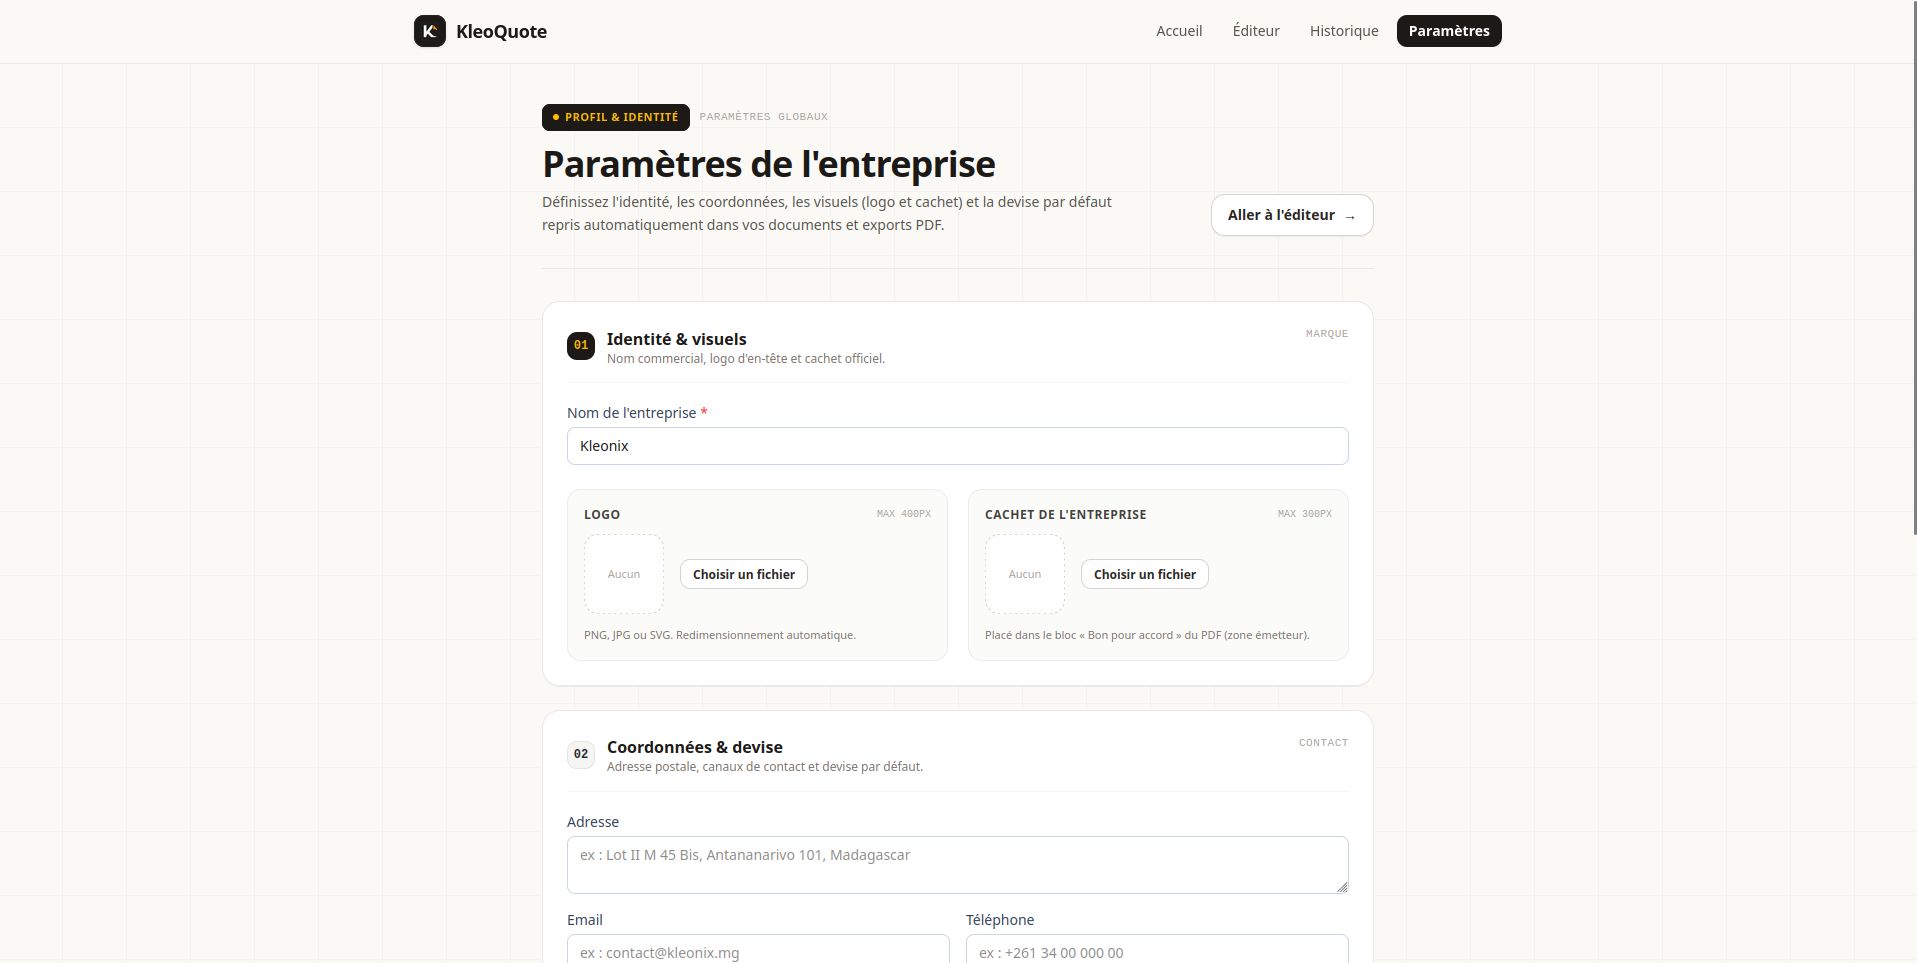 KleoQuote
Accueil
Éditeur
Historique
Paramètres
PROFIL & IDENTITÉ
PARAMÈTRES GLOBAUX
Paramètres de l'entreprise
Définissez l'identité, les coordonnées, les visuels (logo et cachet) et la devise par défaut
repris automatiquement dans vos documents et exports PDF.
Aller à l'éditeur →
01
Identité & visuels
MARQUE
Nom commercial, logo d'en-tête et cachet officiel.
Nom de l'entreprise *
Kleonix
LOGO
MAX 400PX
Aucun
Choisir un fichier
PNG, JPG ou SVG. Redimensionnement automatique.
CACHET DE L'ENTREPRISE
MAX 300PX
Aucun
Choisir un fichier
Placé dans le bloc « Bon pour accord » du PDF (zone émetteur).
02
Coordonnées & devise
CONTACT
Adresse postale, canaux de contact et devise par défaut.
Adresse
ex : Lot II M 45 Bis, Antananarivo 101, Madagascar
Email
ex : contact@kleonix.mg
Téléphone
ex : +261 34 00 000 00